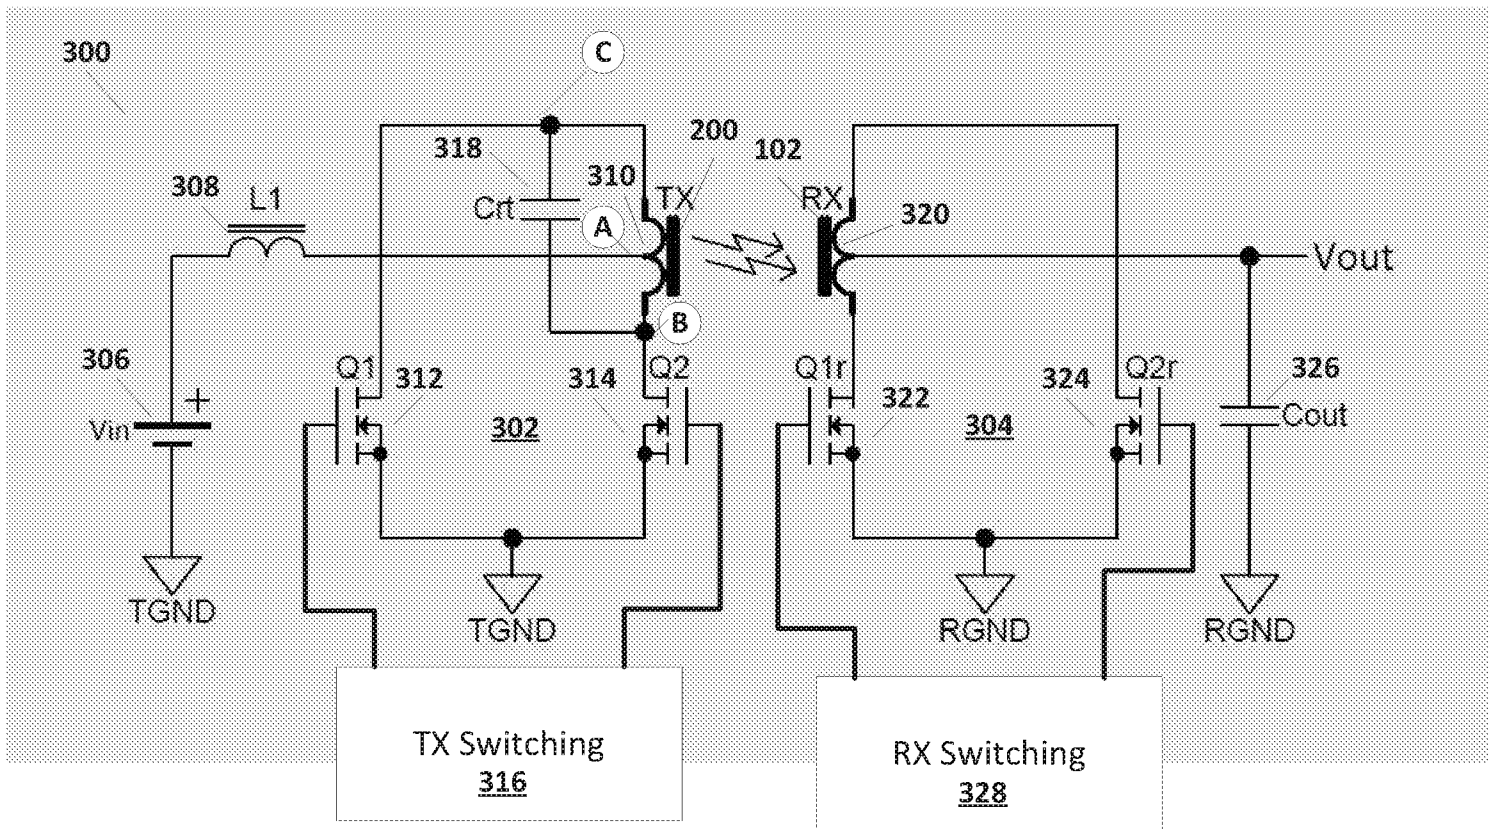 300
C
318
200
102
310
308
L1
TX
RX
Crt
A
320
Vout
B
306
Q1
312
314
Q2
Q1r
322
324
Q2r
326
+
Vin
302
304
Cout
TGND
TGND
RGND
RGND
TX Switching
316
RX Switching
328